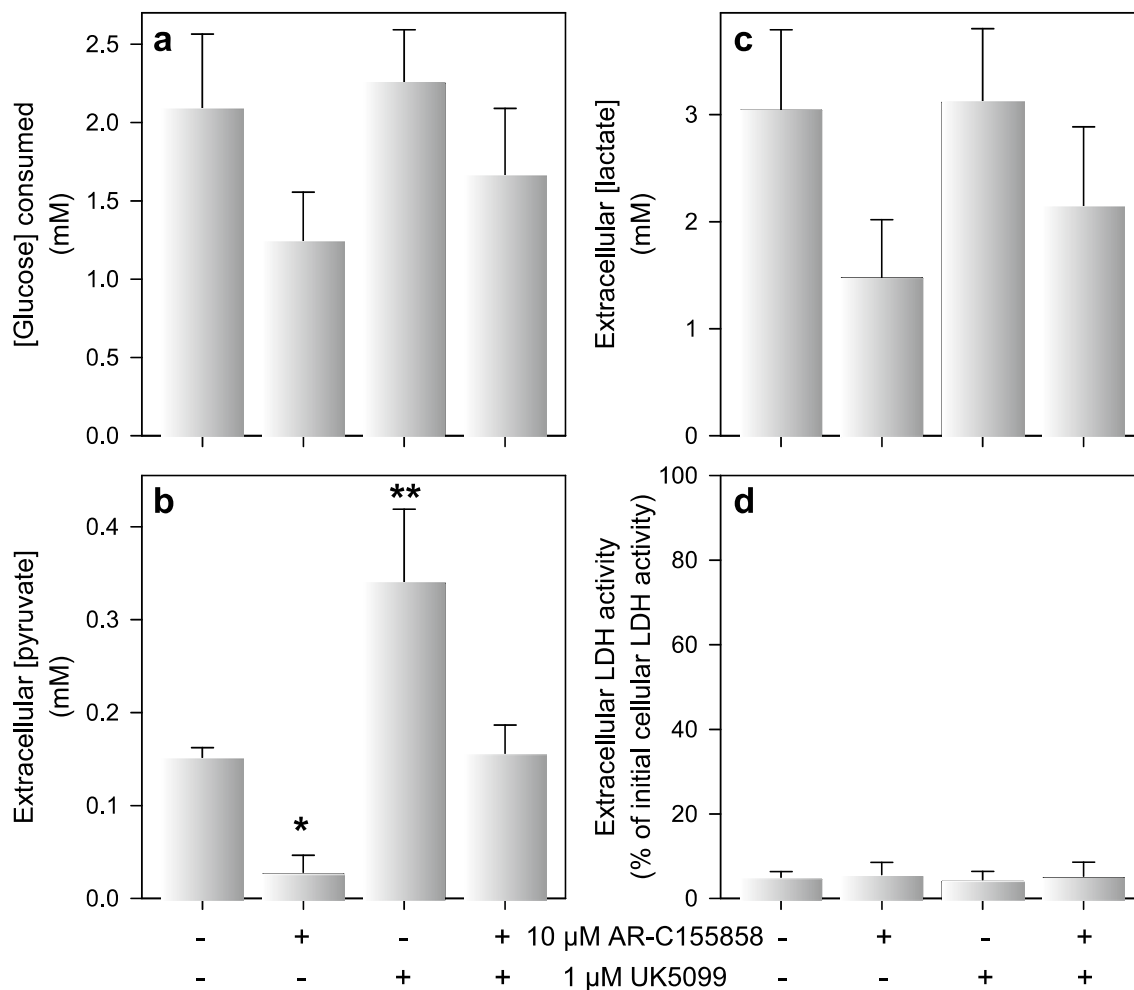 a
[Glucose] consumed
(mM)
2.5
2.0
1.5
1.0
0.5
0.0
- + - +
- - + +
c
Extracellular [lactate]
(mM)
3
2
1
0
- + - +
- - + +
b
Extracellular [pyruvate]
(mM)
0.4
0.3
0.2
0.1
0.0
*
**
d
Extracellular LDH activity
(% of initial cellular LDH activity)
100
80
60
40
20
0
- + - + 10 µM AR-C155858 - + - +
- - + + 1 µM UK5099 - - + +